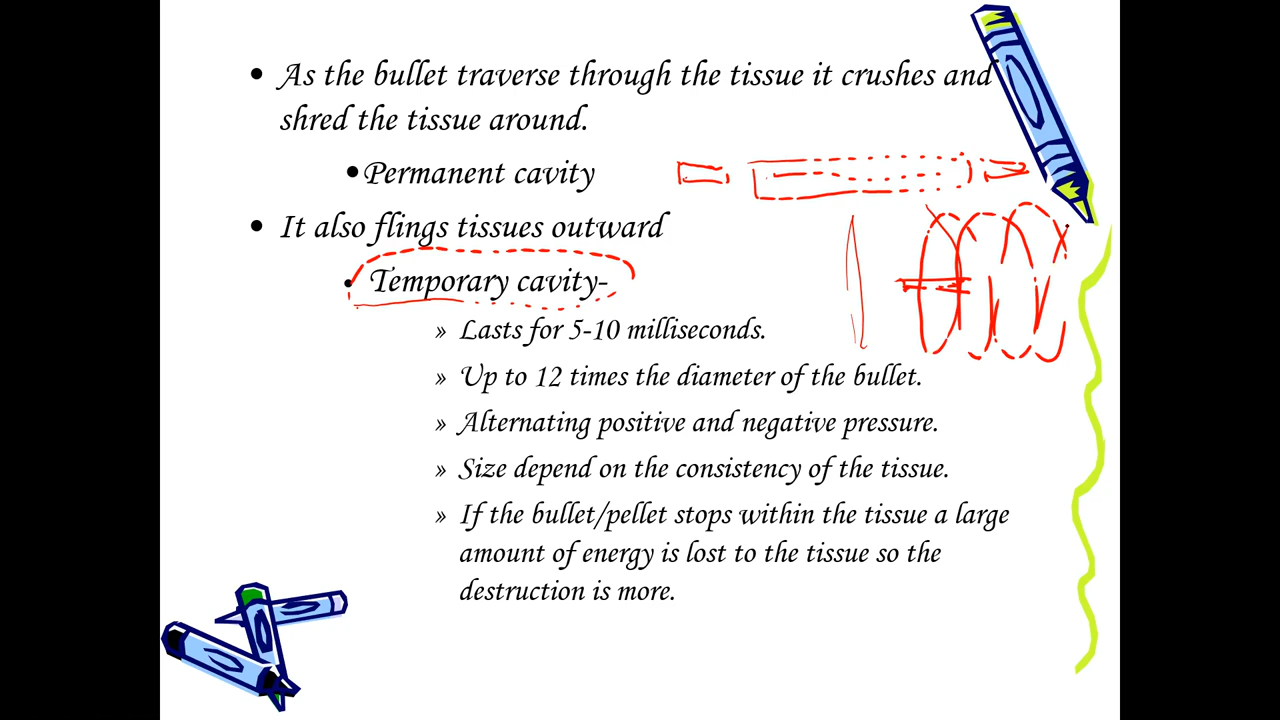 • As the bullet traverse through the tissue it crushes and
shred the tissue around.
• Permanent cavity
• It also flings tissues outward
• Temporary cavity-
» Lasts for 5-10 milliseconds.
» Up to 12 times the diameter of the bullet.
» Alternating positive and negative pressure.
» Size depend on the consistency of the tissue.
» If the bullet/pellet stops within the tissue a large
amount of energy is lost to the tissue so the
destruction is more.